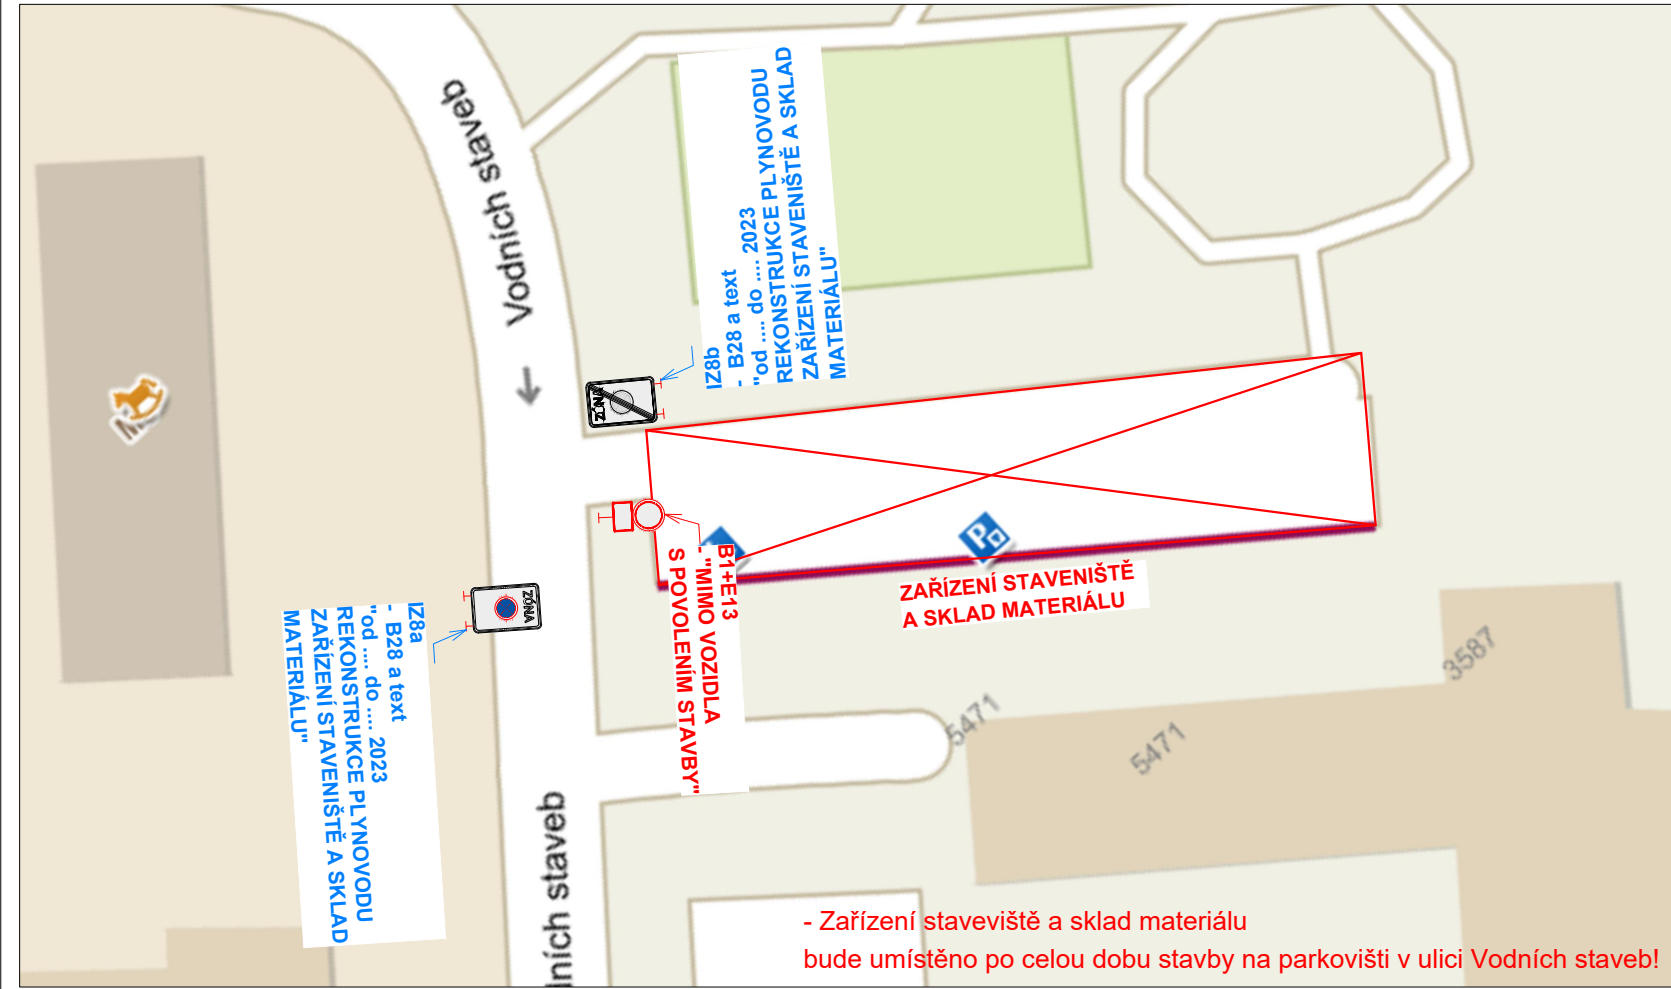 Vodních staveb
IZ8b
- B28 a text
"od .... do .... 2023
REKONSTRUKCE PLYNOVODU
ZAŘÍZENÍ STAVENIŠTĚ A SKLAD
MATERIÁLU"
ZÓNA
B1+E13
- "MIMO VOZIDLA
S POVOLENÍM STAVBY"
ZAŘÍZENÍ STAVENIŠTĚ
A SKLAD MATERIÁLU
P
ZÓNA
IZ8a
- B28 a text
"od .... do .... 2023
REKONSTRUKCE PLYNOVODU
ZAŘÍZENÍ STAVENIŠTĚ A SKLAD
MATERIÁLU"
3587
5471
5471
dních staveb
- Zařízení staveviště a sklad materiálu
bude umístěno po celou dobu stavby na parkovišti v ulici Vodních staveb!